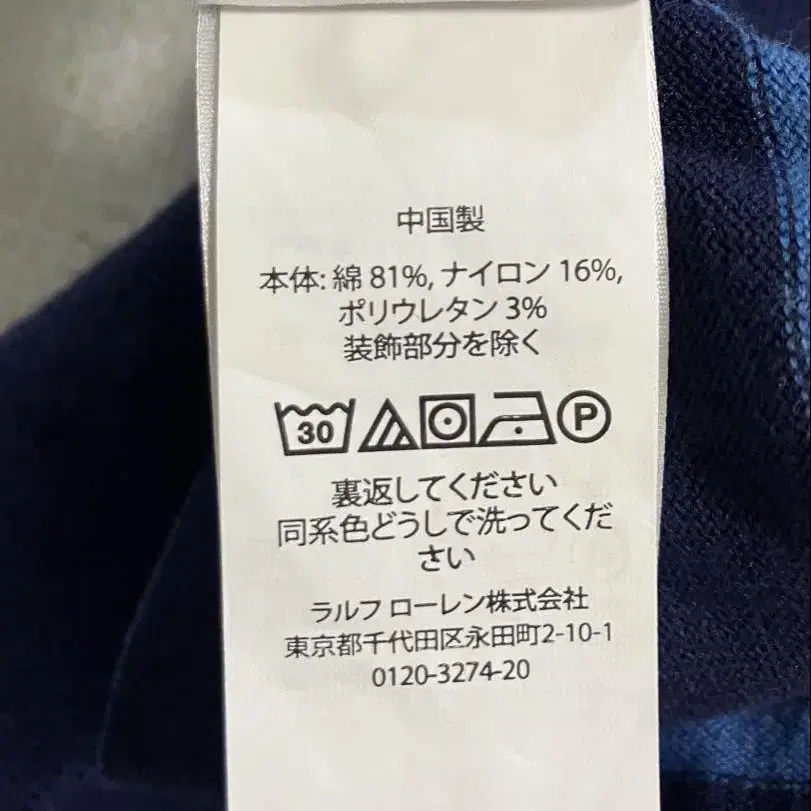 中国製
本体: 綿 81%, ナイロン 16%,
ポリウレタン 3%
装飾部分を除く
30 P
裏返してください
同系色どうしで洗ってくだ
さい
ラルフ ローレン株式会社
東京都千代田区永田町2-10-1
0120-3274-20